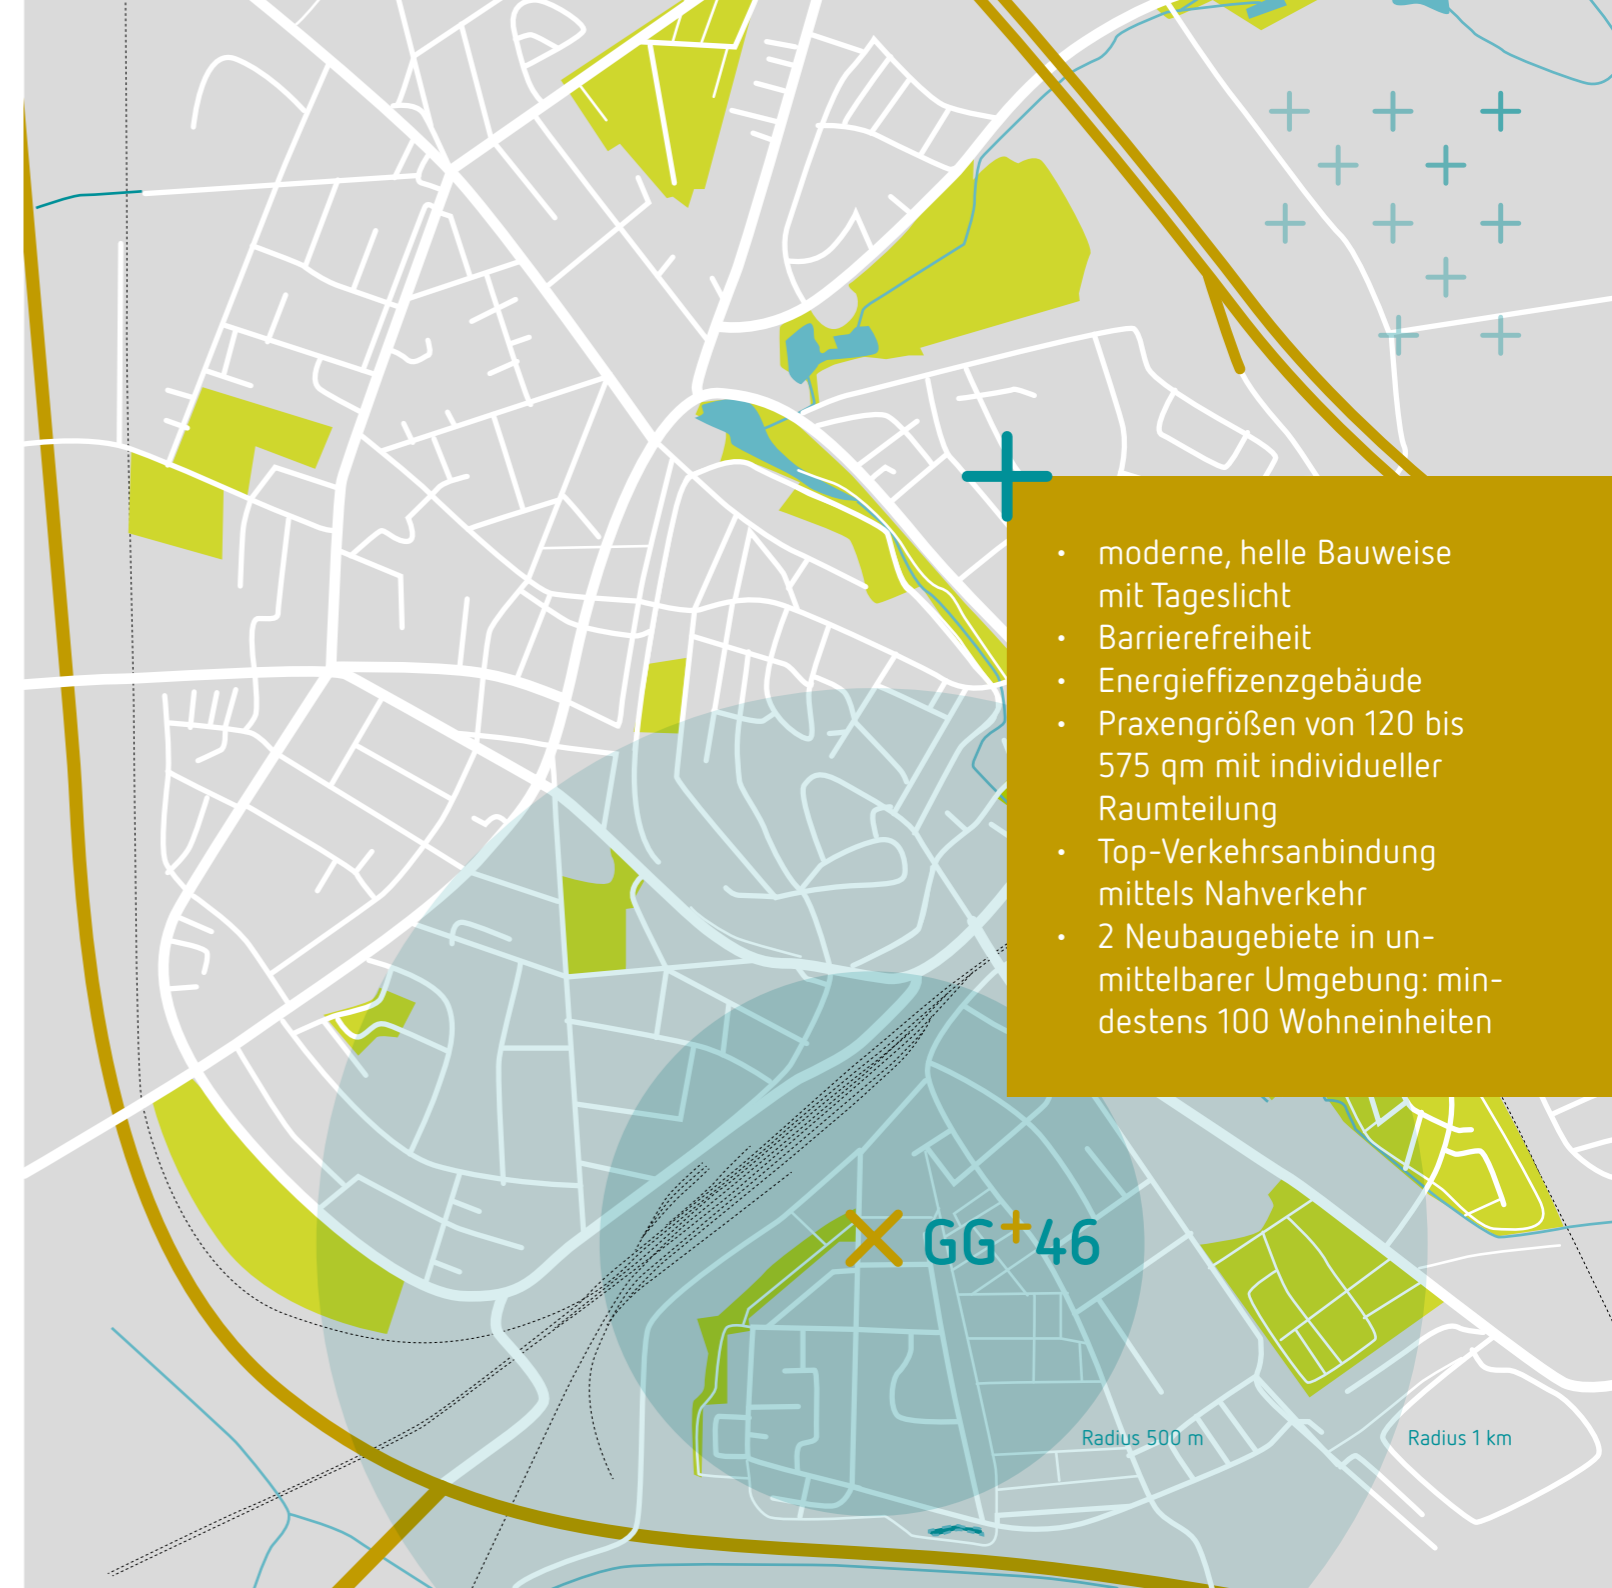 • moderne, helle Bauweise
mit Tageslicht
• Barrierefreiheit
• Energieffizenzgebäude
• Praxengrößen von 120 bis
575 qm mit individueller
Raumteilung
• Top-Verkehrsanbindung
mittels Nahverkehr
• 2 Neubaugebiete in un-
mittelbarer Umgebung: min-
destens 100 Wohneinheiten
GG+46
Radius 500 m
Radius 1 km